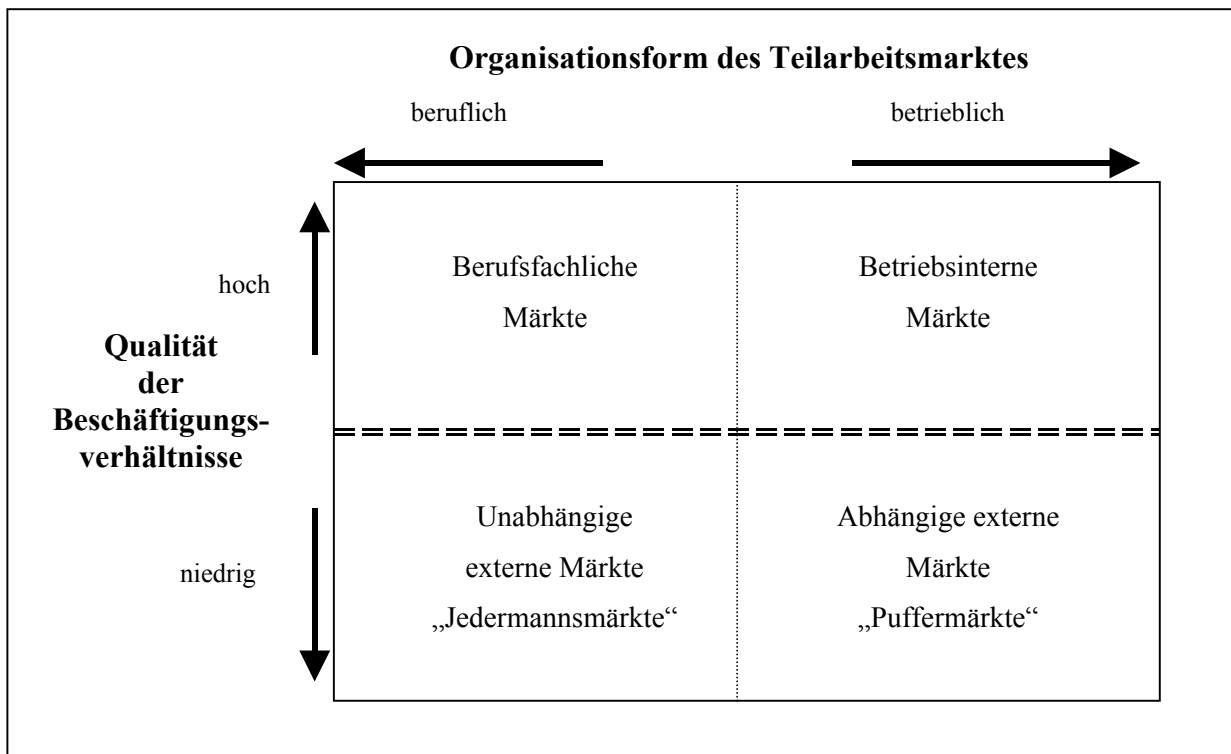 Organisationsform des Teilarbeitsmarktes
beruflich
betrieblich
hoch
Qualität
der
Beschäftigungs-
verhältnisse
niedrig
Berufsfachliche
Märkte
Betriebsinterne
Märkte
Unabhängige
externe Märkte
„Jedermannsmärkte“
Abhängige externe
Märkte
„Puffermärkte“